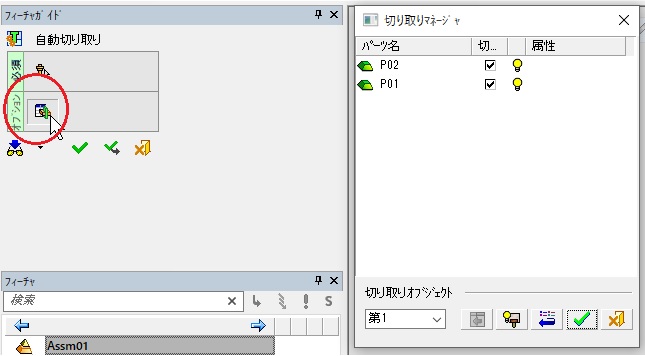 フィーチャガイド
自動切り取り
必須
オプション
フィーチャ
検索
S
Assm01
切り取りマネージャ
パーツ名 切... 属性
P02
P01
切り取りオブジェクト
第1